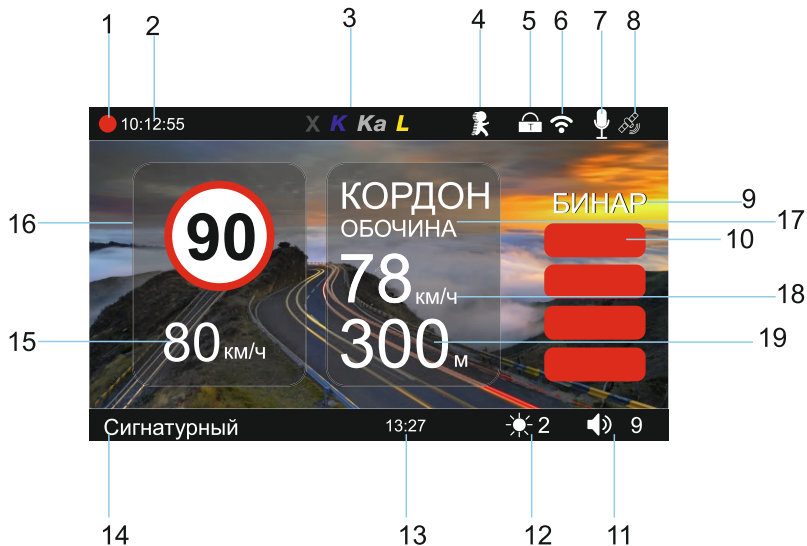 1 2 3 4 5 6 7 8
10:12:55 X K Ka L T
90
80 км/ч
КОРДОН
ОБОЧИНА
78 км/ч
300 м
БИНАР
9
17
10
18
19
16
15
Сигнатурный 13:27 2 9
14 13 12 11